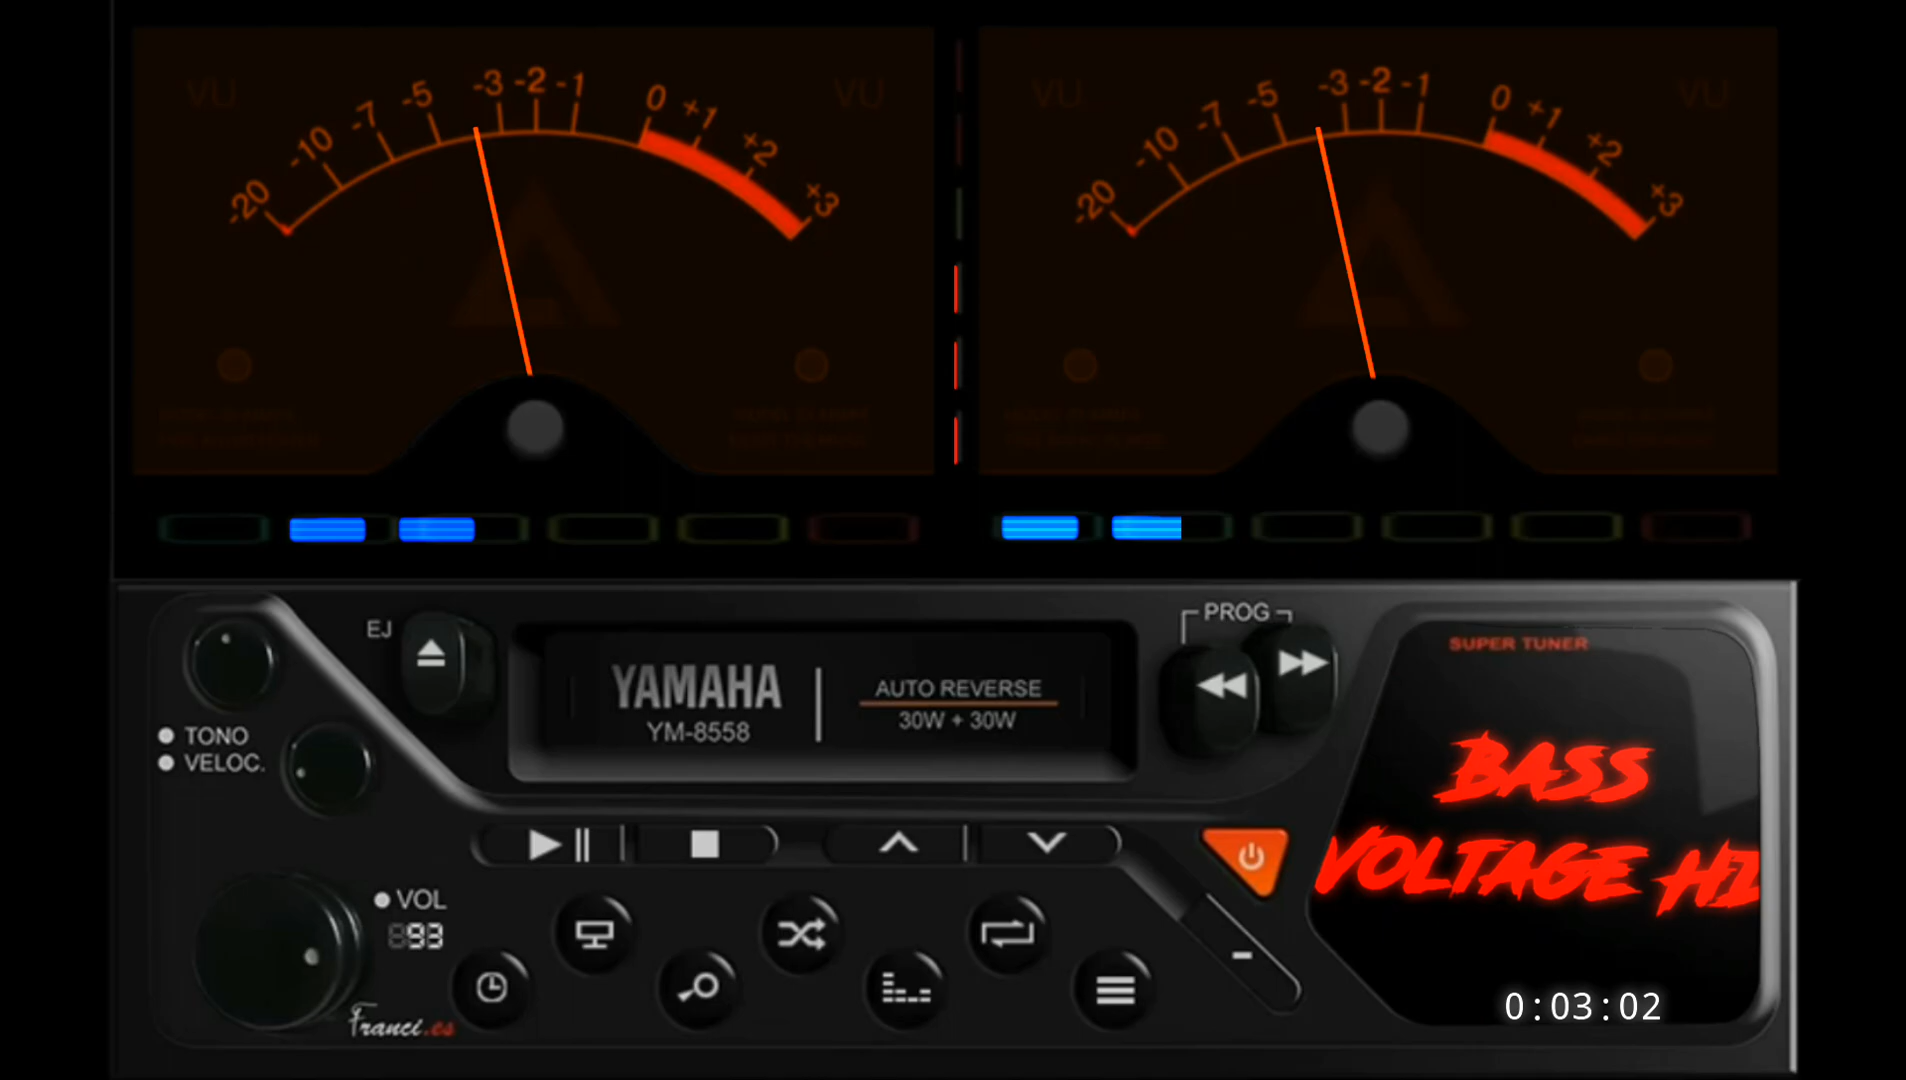 VU VU
-20 -10 -7 -5 -3 -2 -1 0 +1 +2 +3
VU VU
-20 -10 -7 -5 -3 -2 -1 0 +1 +2 +3
EJ
PROG
SUPER TUNER
YAMAHA
YM-8558
AUTO REVERSE
30W + 30W
TONO
VELOC.
BASS
VOLTAGE HD
VOL
93
Franci.es
0:03:02